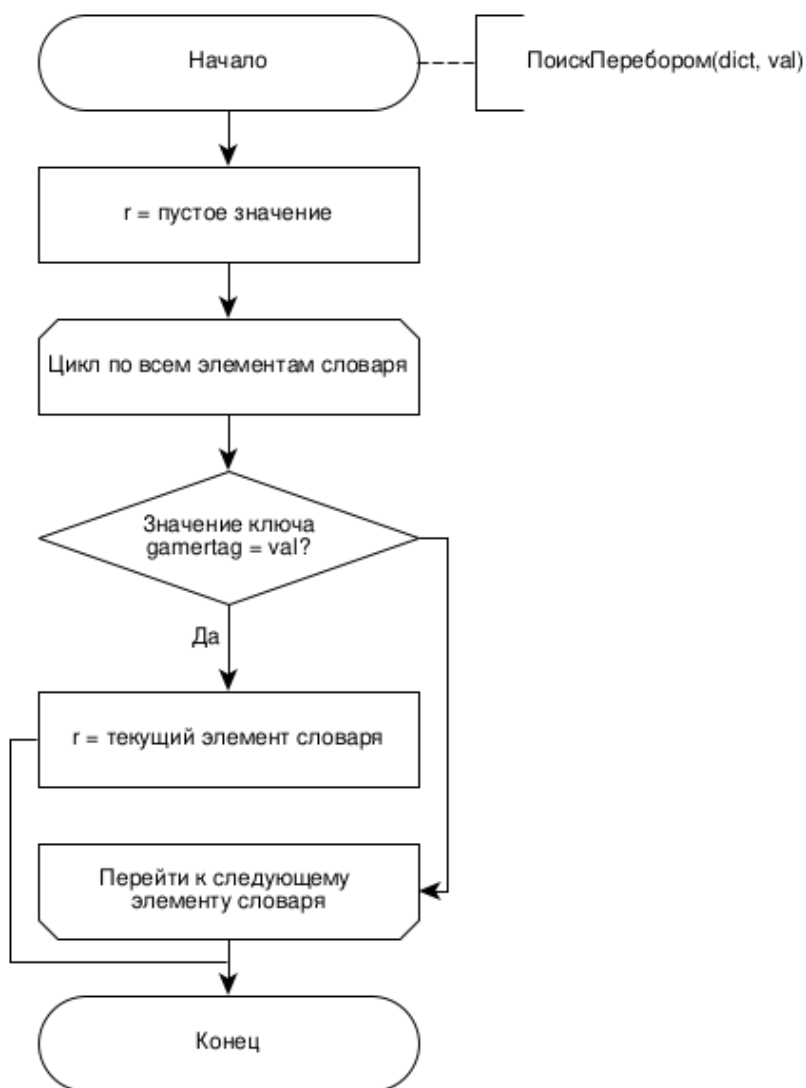 Начало
ПоискПеребором(dict, val)
r = пустое значение
Цикл по всем элементам словаря
Значение ключа
gamertag = val?
Да
r = текущий элемент словаря
Перейти к следующему
элементу словаря
Конец